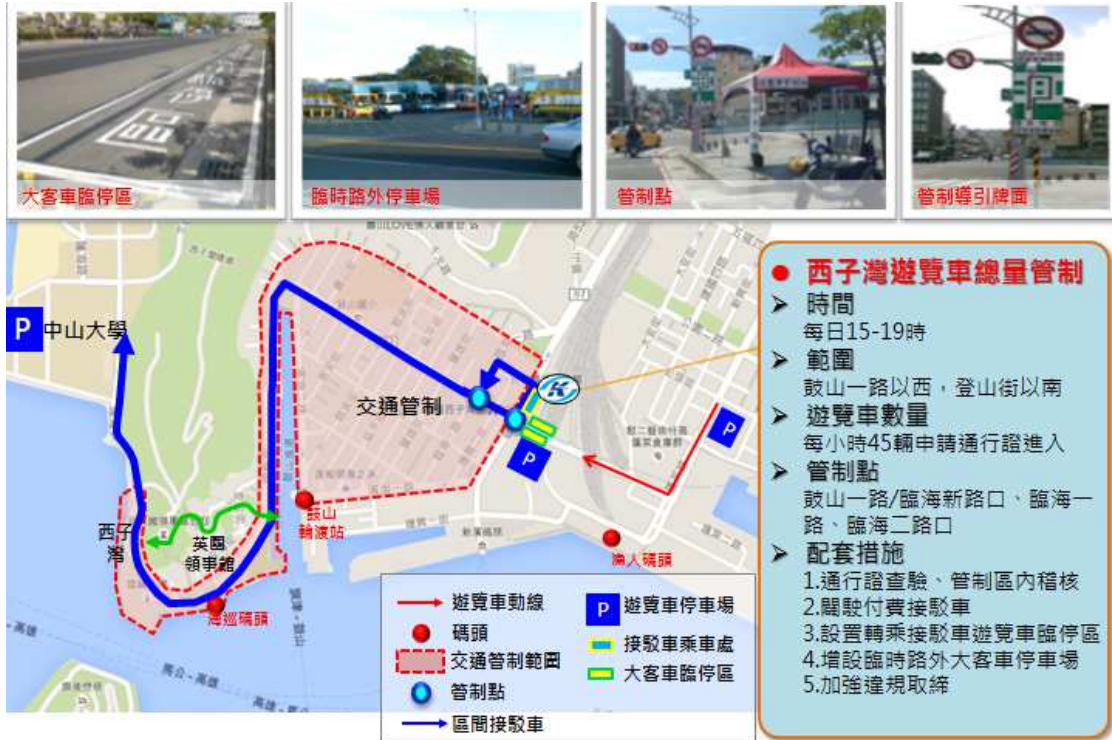 大客車臨停區
臨時路外停車場
管制點
管制導引牌面
西子灣遊覽車總量管制
時間
每日15-19時
範圍
鼓山一路以西，登山街以南
遊覽車數量
每小時45輛申請通行證進入
管制點
鼓山一路/臨海新路口、臨海一
路、臨海二路口
配套措施
1.通行證查驗、管制區內稽核
2.闢駛付費接駁車
3.設置轉乘接駁車遊覽車臨停區
4.增設臨時路外大客車停車場
5.加強違規取締
P
中山大學
交通管制
K
P
P
鼓山
輪渡站
西子
灣
英國
領事館
漁人碼頭
海巡碼頭
馬公-高雄
遊覽車動線
碼頭
交通管制範圍
管制點
區間接駁車
P
遊覽車停車場
接駁車乘車處
大客車臨停區